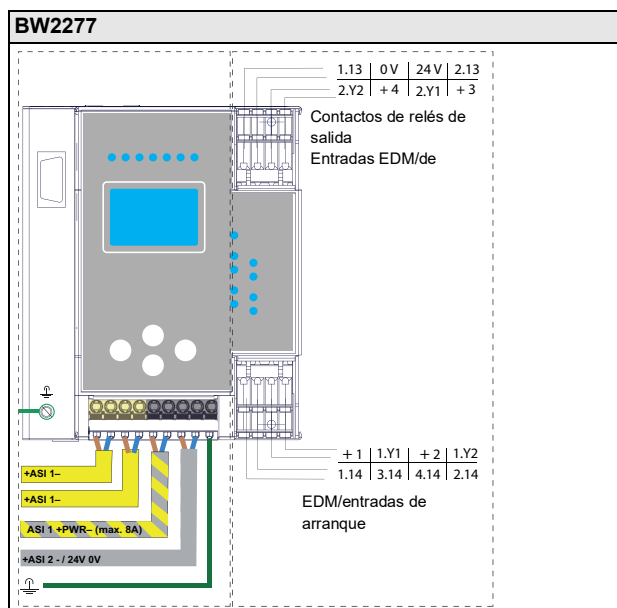 BW2277
1.13 | 0 V | 24 V | 2.13
2.Y2 | + 4 | 2.Y1 | + 3
Contactos de relés de
salida
Entradas EDM/de
+ 1 | 1.Y1 | + 2 | 1.Y2
1.14 | 3.14 | 4.14 | 2.14
EDM/entradas de
arranque
+ASI 1–
+ASI 1–
ASI 1 +PWR– (max. 8A)
+ASI 2 - / 24V 0V